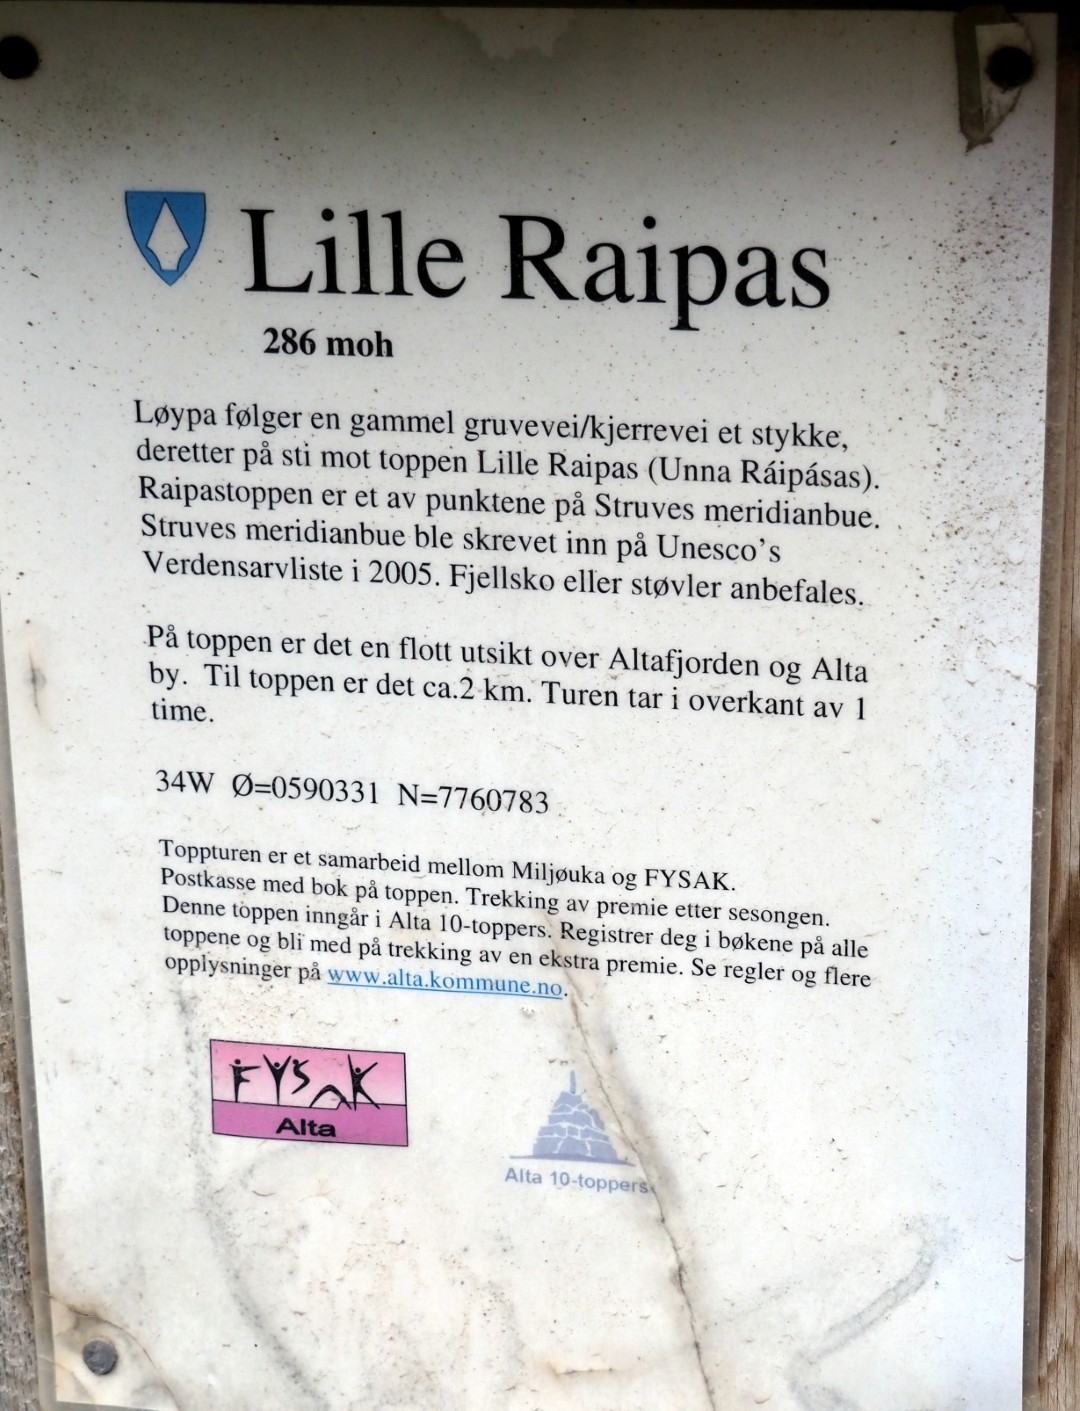 Lille Raipas
286 moh
Løypa følger en gammel gruvevei/kjerrevei et stykke,
deretter på sti mot toppen Lille Raipas (Unna Ráipásas).
Raipastoppen er et av punktene på Struves meridianbue.
Struves meridianbue ble skrevet inn på Unesco's
Verdensarvliste i 2005. Fjellsko eller støvler anbefales.
På toppen er det en flott utsikt over Altafjorden og Alta
by. Til toppen er det ca.2 km. Turen tar i overkant av 1
time.
34W Ø=0590331 N=7760783
Toppturen er et samarbeid mellom Miljøuka og FYSAK.
Postkasse med bok på toppen. Trekking av premie etter sesongen.
Denne toppen inngår i Alta 10-toppers. Registrer deg i bøkene på alle
toppene og bli med på trekking av en ekstra premie. Se regler og flere
opplysninger på www.alta.kommune.no.
FYSAK
Alta
Alta 10-toppers